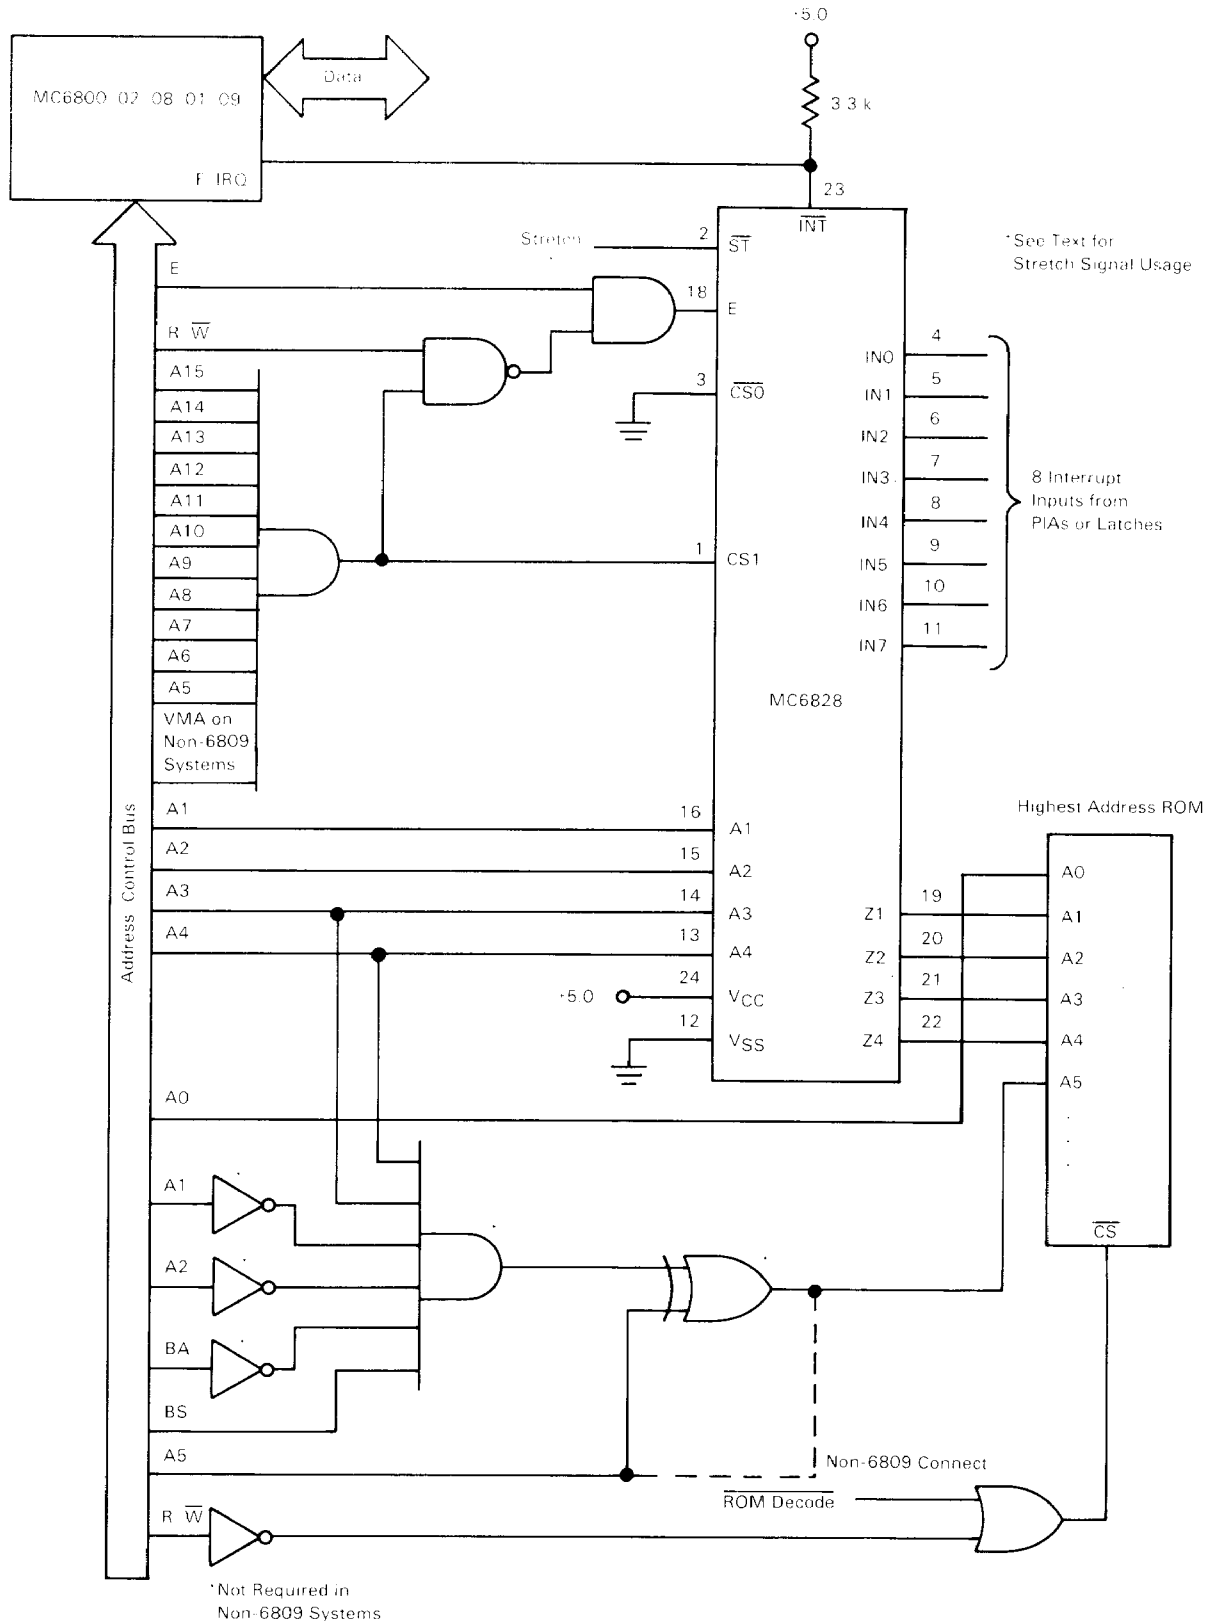 +5.0
MC6800 02 08 01 09
Data
3.3 k
F IRQ
23
INT
Stretch
2
ST
*See Text for
Stretch Signal Usage
E
18
E
R W
4
IN0
A15
3
CS0
5
IN1
A14
6
IN2
A13
7
IN3
A12
8 Interrupt
Inputs from
PIAs or Latches
A11
8
IN4
A10
9
IN5
A9
1
CS1
A8
10
IN6
A7
11
IN7
A6
A5
MC6828
VMA on
Non-6809
Systems
Address Control Bus
Highest Address ROM
A1
16
A1
A2
15
A2
A0
A3
14
A3
Z1
19
A1
A4
13
A4
Z2
20
A2
+5.0
24
VCC
Z3
21
A3
12
VSS
Z4
22
A4
A5
A0
A1
CS
A2
BA
BS
A5
Non-6809 Connect
ROM Decode
R W
*Not Required in
Non-6809 Systems